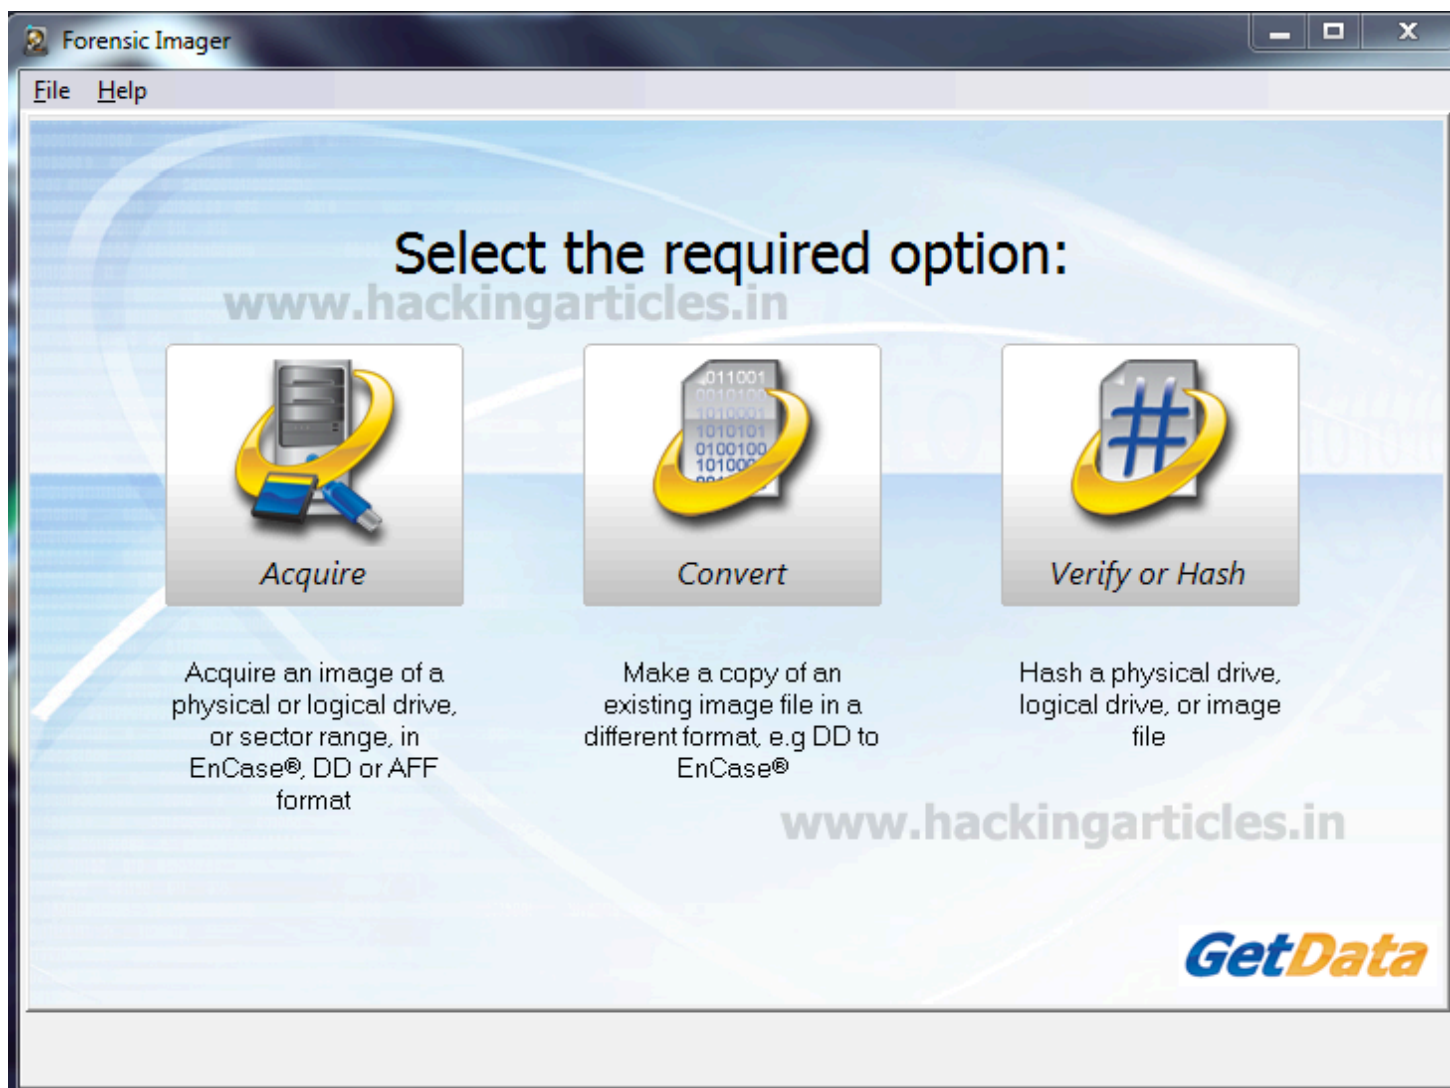 Forensic Imager
File Help
Select the required option:
www.hackingarticles.in
011001
0010100
1010001
1010101
0100100
Acquire
Convert
Verify or Hash
Acquire an image of a
physical or logical drive,
or sector range, in
EnCase®, DD or AFF
format
Make a copy of an
existing image file in a
different format, e.g DD to
EnCase®
Hash a physical drive,
logical drive, or image
file
www.hackingarticles.in
GetData